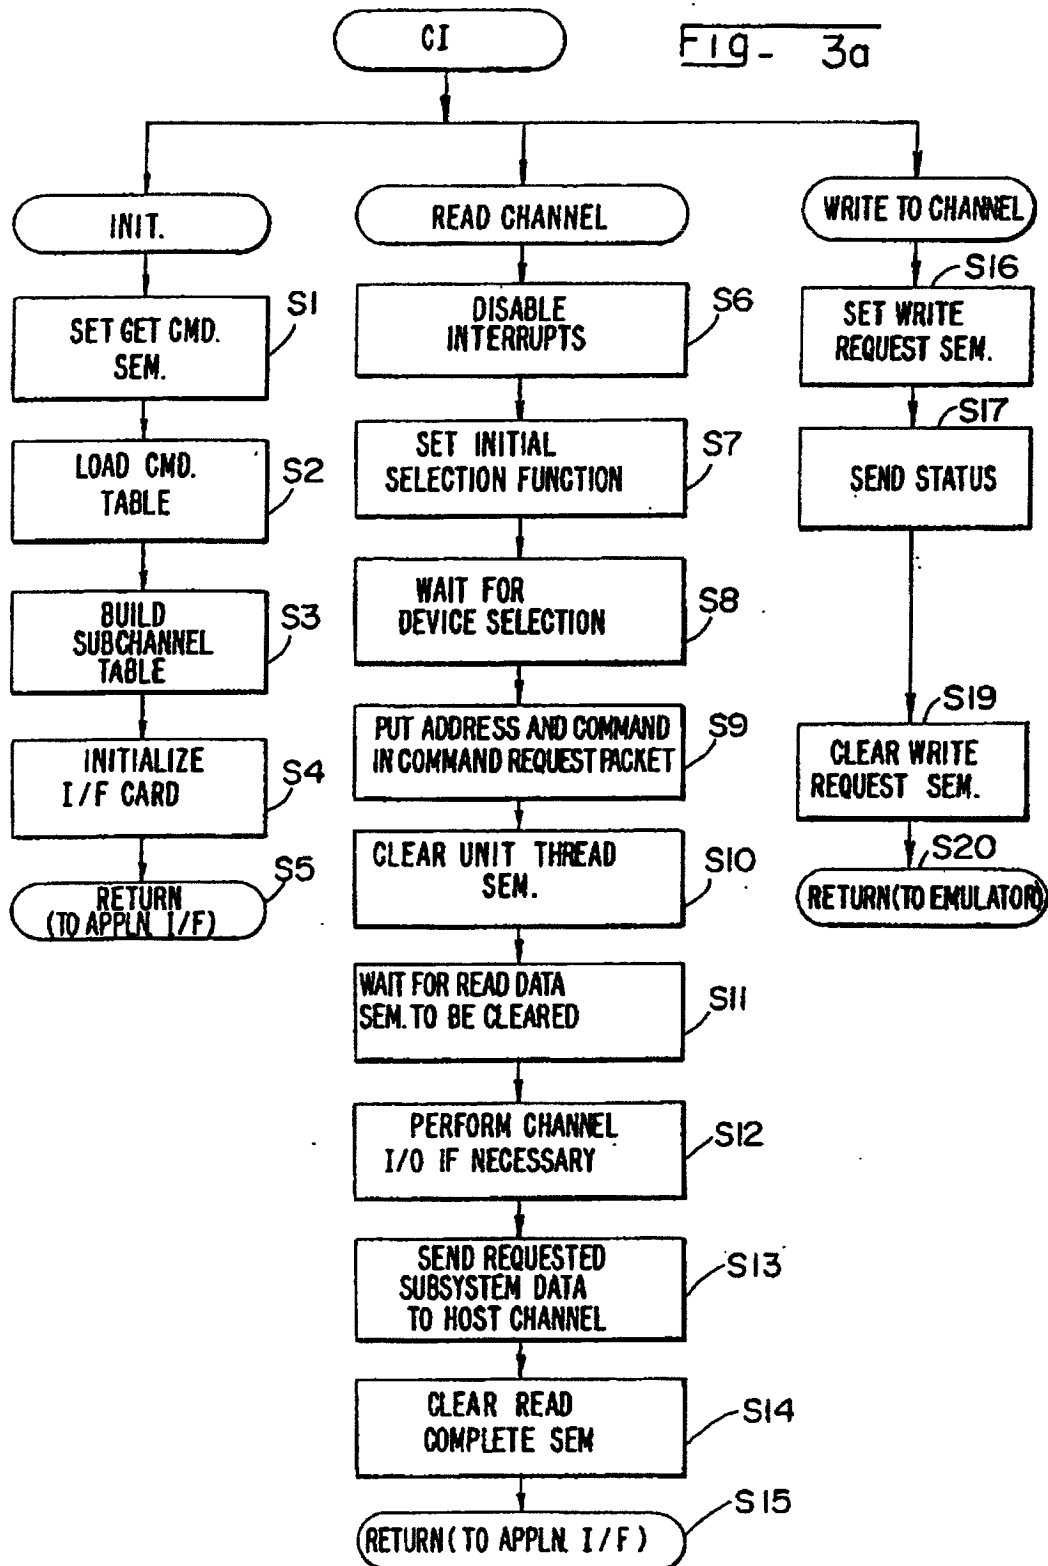 CI
Fig- 3a
INIT.
S1
SET GET CMD.
SEM.
S2
LOAD CMD.
TABLE
S3
BUILD
SUBCHANNEL
TABLE
S4
INITIALIZE
I/F CARD
S5
RETURN
(TO APPLN. I/F)
READ CHANNEL
S6
DISABLE
INTERRUPTS
S7
SET INITIAL
SELECTION FUNCTION
S8
WAIT FOR
DEVICE SELECTION
S9
PUT ADDRESS AND COMMAND
IN COMMAND REQUEST PACKET
S10
CLEAR UNIT THREAD
SEM.
S11
WAIT FOR READ DATA
SEM. TO BE CLEARED
S12
PERFORM CHANNEL
I/O IF NECESSARY
S13
SEND REQUESTED
SUBSYSTEM DATA
TO HOST CHANNEL
S14
CLEAR READ
COMPLETE SEM
S15
RETURN (TO APPLN. I/F)
WRITE TO CHANNEL
S16
SET WRITE
REQUEST SEM.
S17
SEND STATUS
S19
CLEAR WRITE
REQUEST SEM.
S20
RETURN (TO EMULATOR)